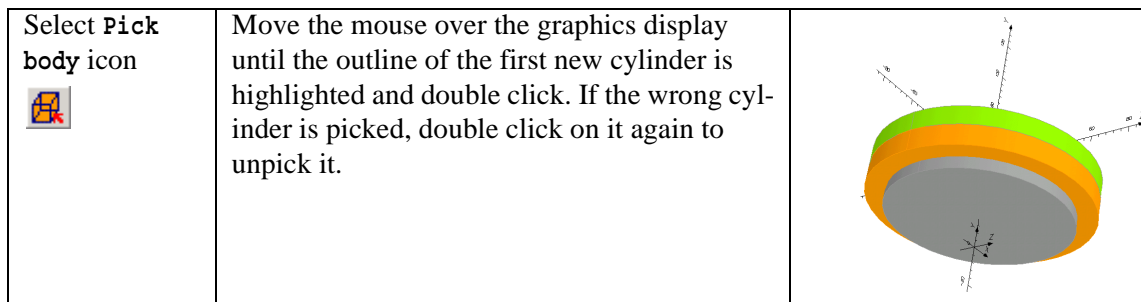 Select Pick
body icon
Move the mouse over the graphics display
until the outline of the first new cylinder is
highlighted and double click. If the wrong cyl-
inder is picked, double click on it again to
unpick it.